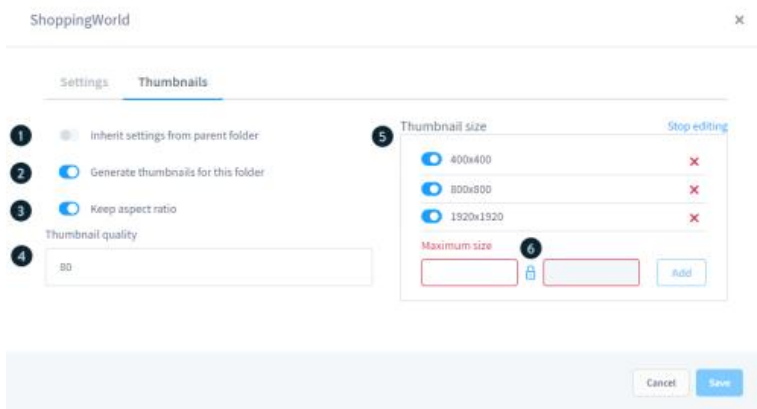 ShoppingWorld ×
Settings Thumbnails
1 Inherit settings from parent folder
2 Generate thumbnails for this folder
3 Keep aspect ratio
Thumbnail quality
4 80
5 Thumbnail size Stop editing
400x400
800x800
1920x1920
Maximum size 6
Add
Cancel Save